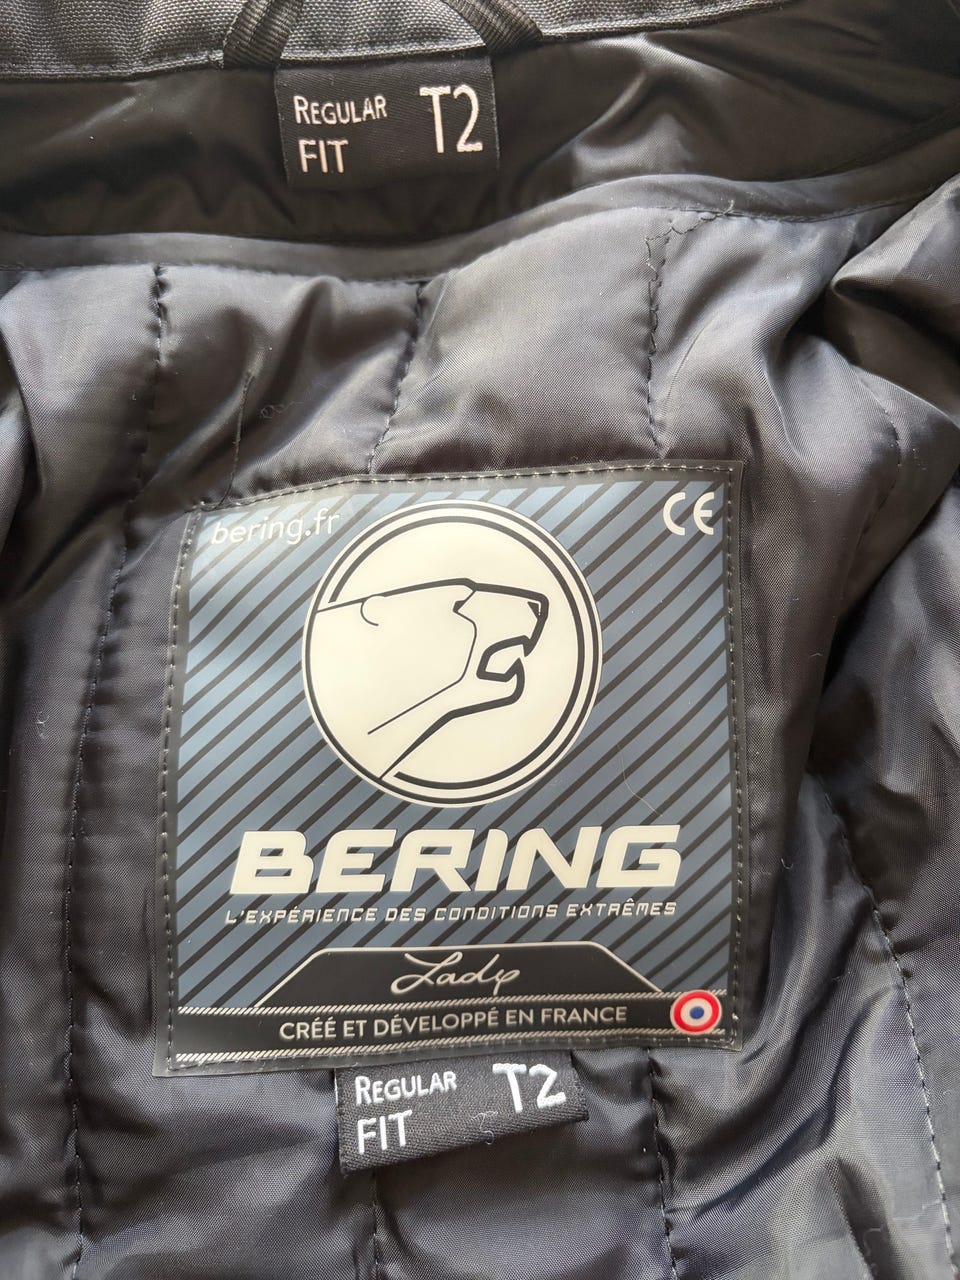 REGULAR
FIT
T2
bering.fr
CE
BERING
L'EXPÉRIENCE DES CONDITIONS EXTRÊMES
Lady
CRÉÉ ET DÉVELOPPÉ EN FRANCE
REGULAR
FIT
T2